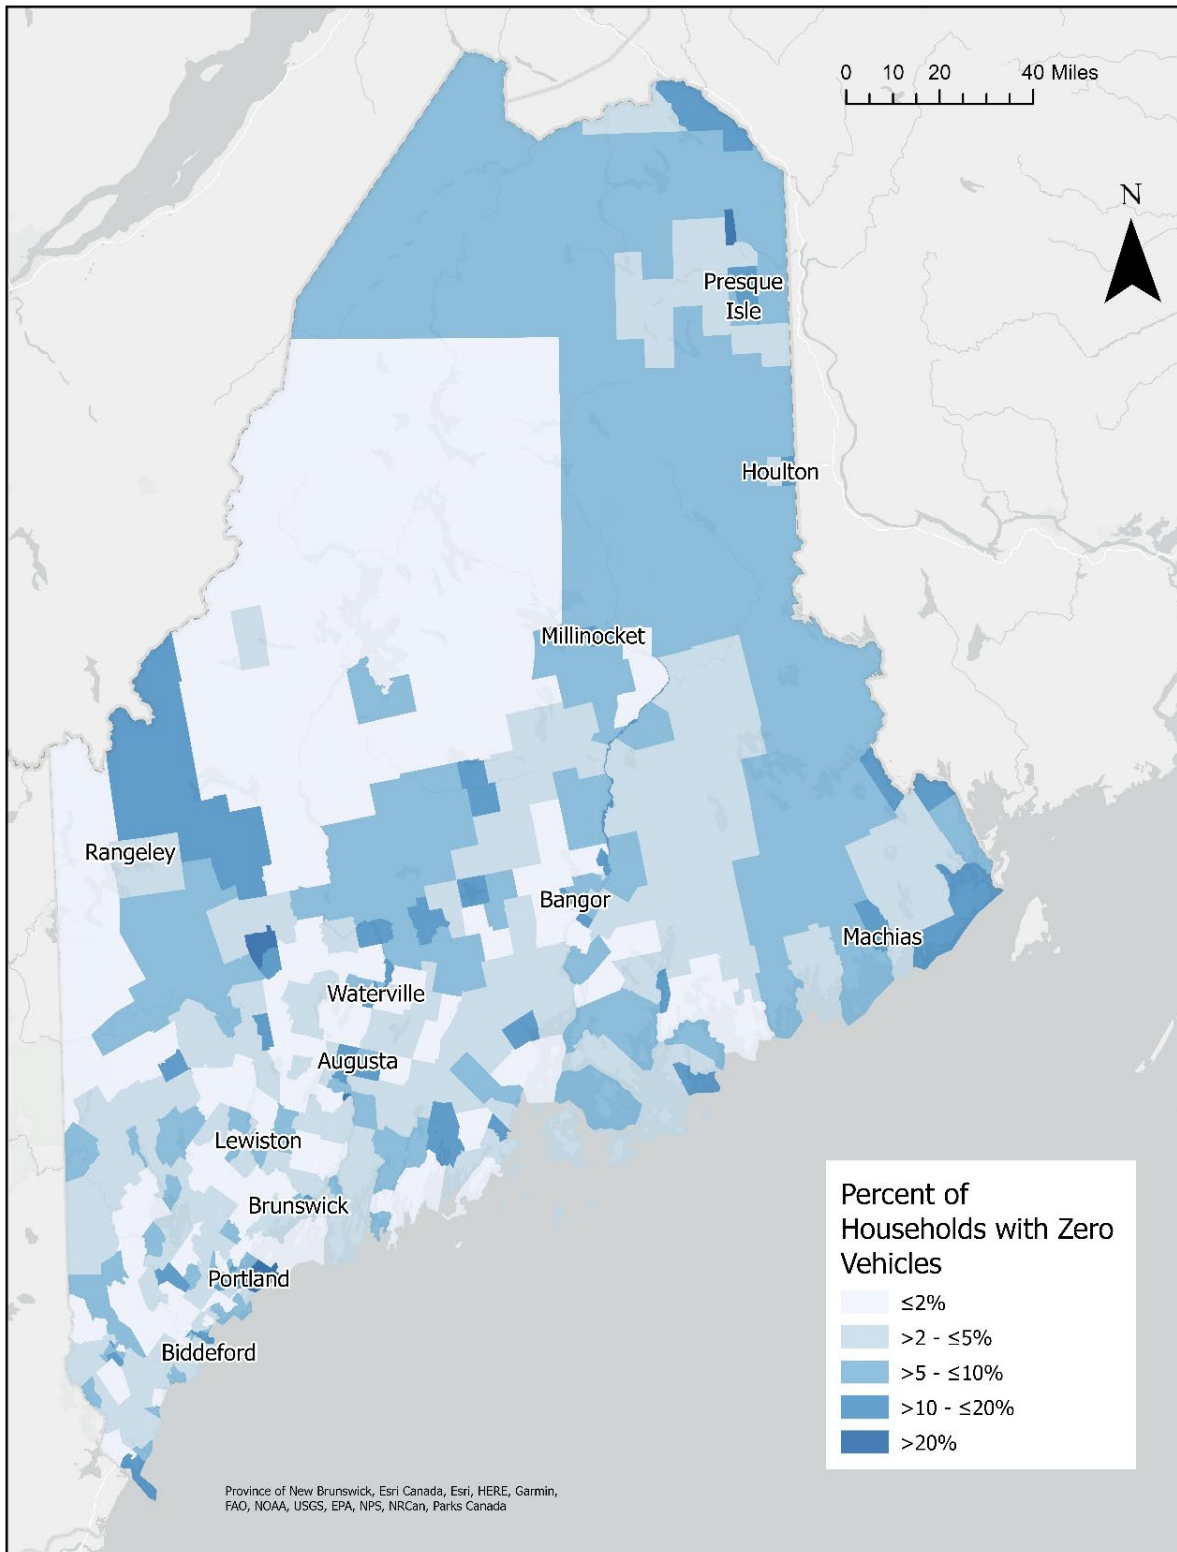 0 10 20 40 Miles
N
Presque
Isle
Houlton
Millinocket
Rangeley
Bangor
Machias
Waterville
Augusta
Lewiston
Brunswick
Portland
Biddeford
Percent of
Households with Zero
Vehicles
≤2%
>2 - ≤5%
>5 - ≤10%
>10 - ≤20%
>20%
Province of New Brunswick, Esri Canada, Esri, HERE, Garmin,
FAO, NOAA, USGS, EPA, NPS, NRCan, Parks Canada